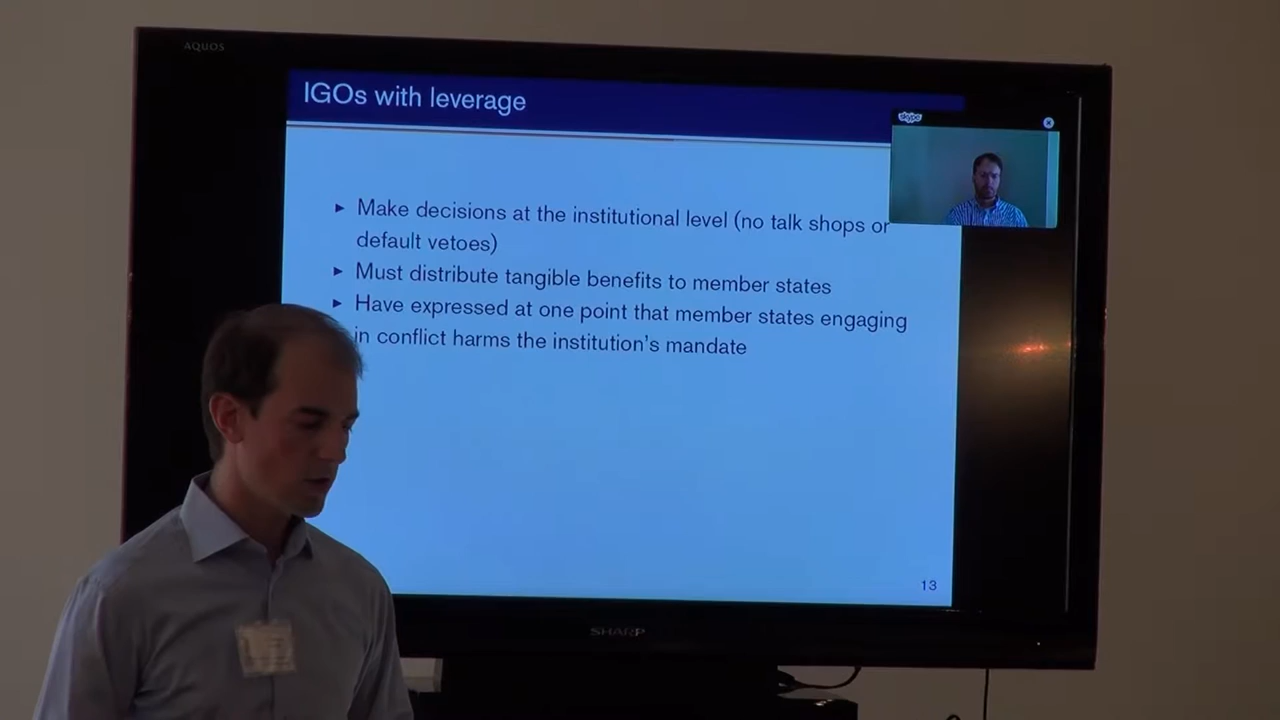 AQUOS
IGOs with leverage
skype
Make decisions at the institutional level (no talk shops or
default vetoes)
Must distribute tangible benefits to member states
Have expressed at one point that member states engaging
in conflict harms the institution's mandate
13
SHARP